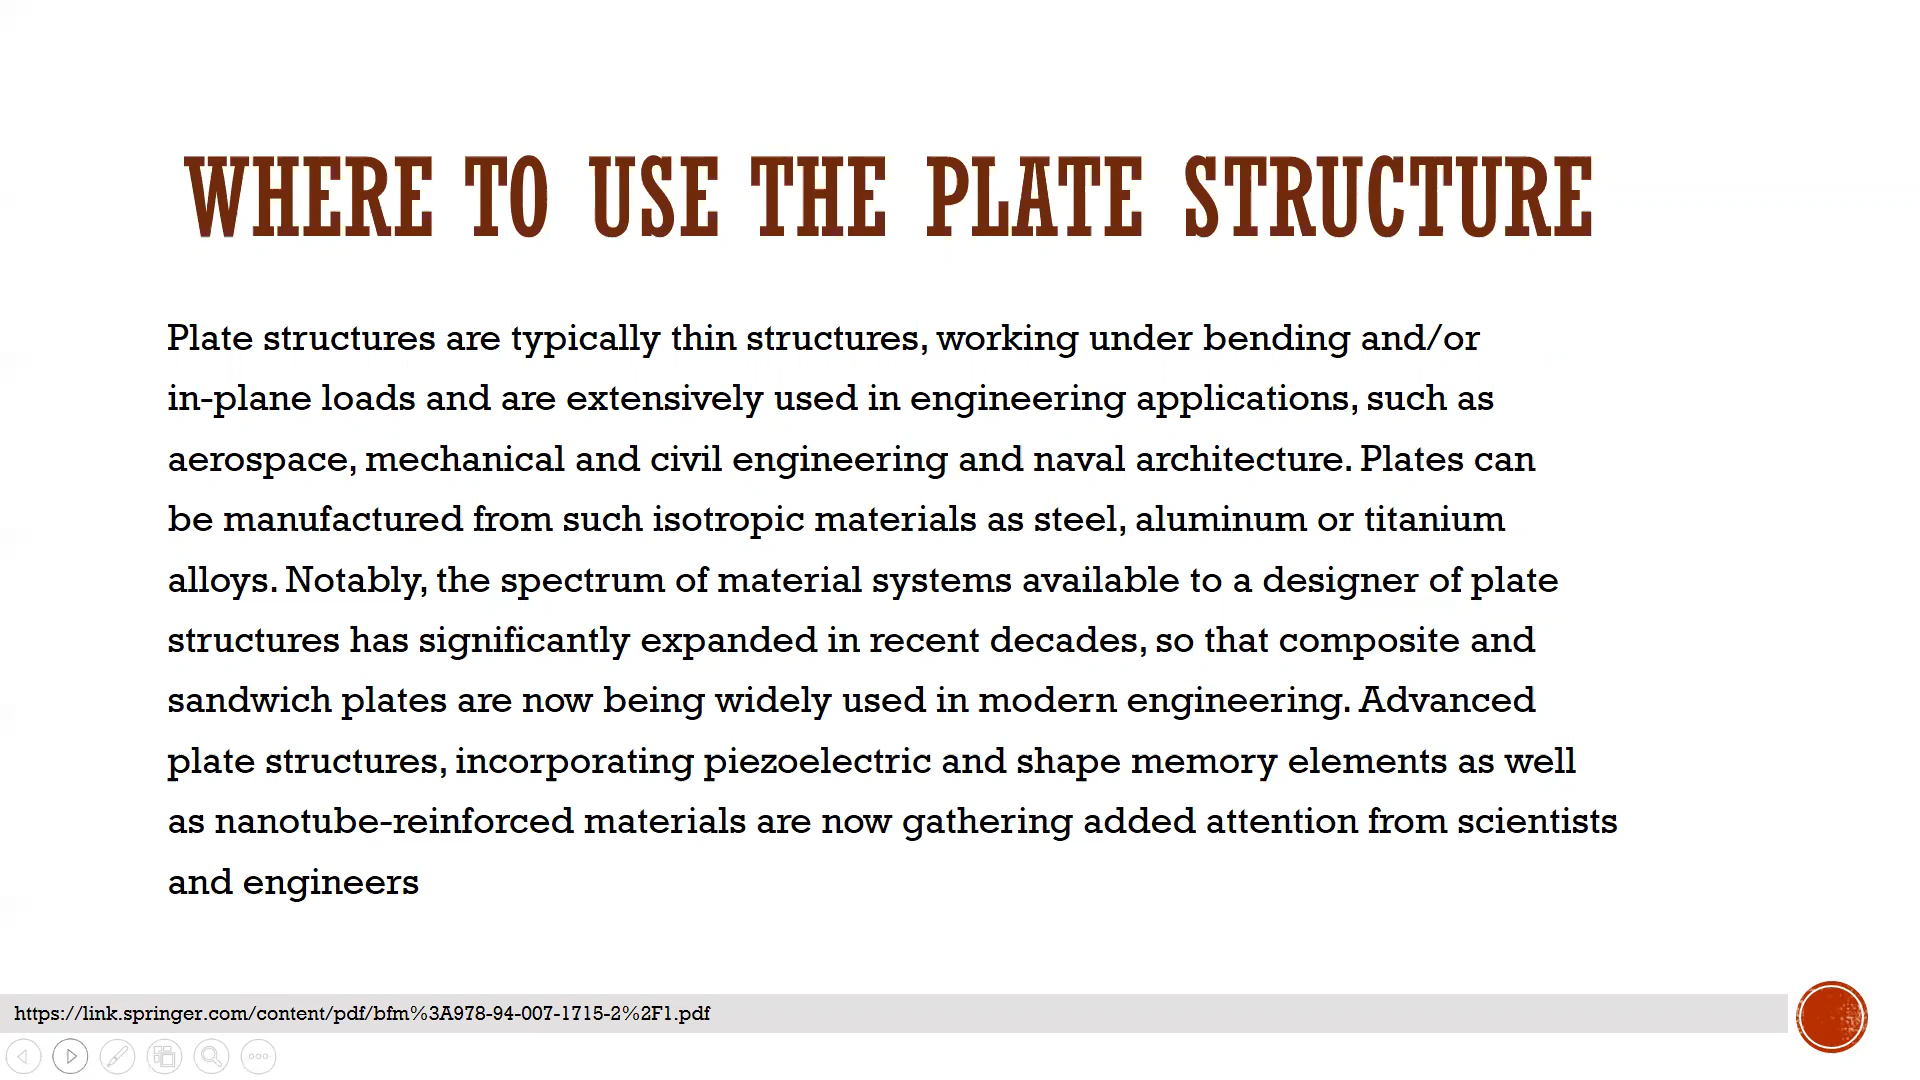 WHERE TO USE THE PLATE STRUCTURE
Plate structures are typically thin structures, working under bending and/or
in-plane loads and are extensively used in engineering applications, such as
aerospace, mechanical and civil engineering and naval architecture. Plates can
be manufactured from such isotropic materials as steel, aluminum or titanium
alloys. Notably, the spectrum of material systems available to a designer of plate
structures has significantly expanded in recent decades, so that composite and
sandwich plates are now being widely used in modern engineering. Advanced
plate structures, incorporating piezoelectric and shape memory elements as well
as nanotube-reinforced materials are now gathering added attention from scientists
and engineers
https://link.springer.com/content/pdf/bfm%3A978-94-007-1715-2%2F1.pdf